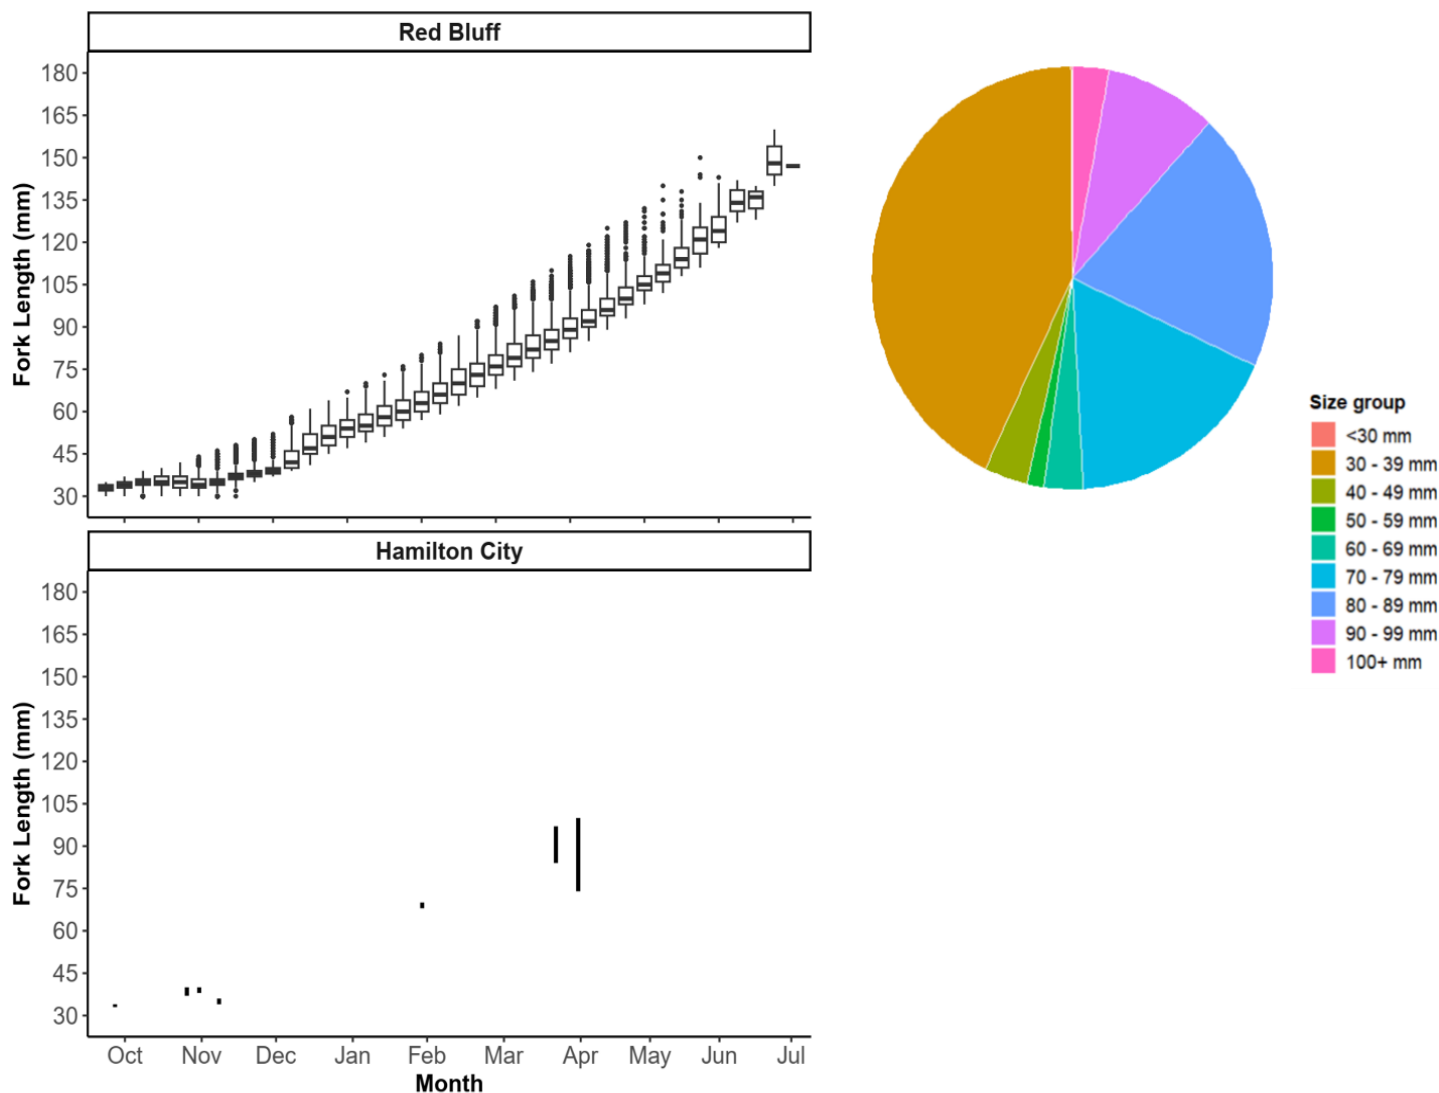 Red Bluff
180
165
150
135
120
105
90
75
60
45
30
Fork Length (mm)
Hamilton City
180
165
150
135
120
105
90
75
60
45
30
Fork Length (mm)
Oct Nov Dec Jan Feb Mar Apr May Jun Jul
Month
Size group
<30 mm
30 - 39 mm
40 - 49 mm
50 - 59 mm
60 - 69 mm
70 - 79 mm
80 - 89 mm
90 - 99 mm
100+ mm